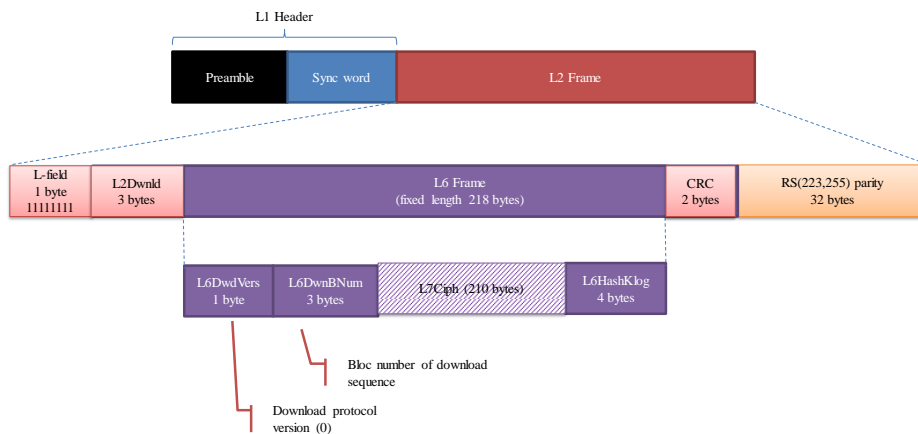 L1 Header
Preamble
Sync word
L2 Frame
L-field
1 byte
11111111
L2Dwnld
3 bytes
L6 Frame
(fixed length 218 bytes)
CRC
2 bytes
RS(223,255) parity
32 bytes
L6DwdVers
1 byte
L6DwnBNum
3 bytes
L7Ciph (210 bytes)
L6HashKlog
4 bytes
Bloc number of download
sequence
Download protocol
version (0)